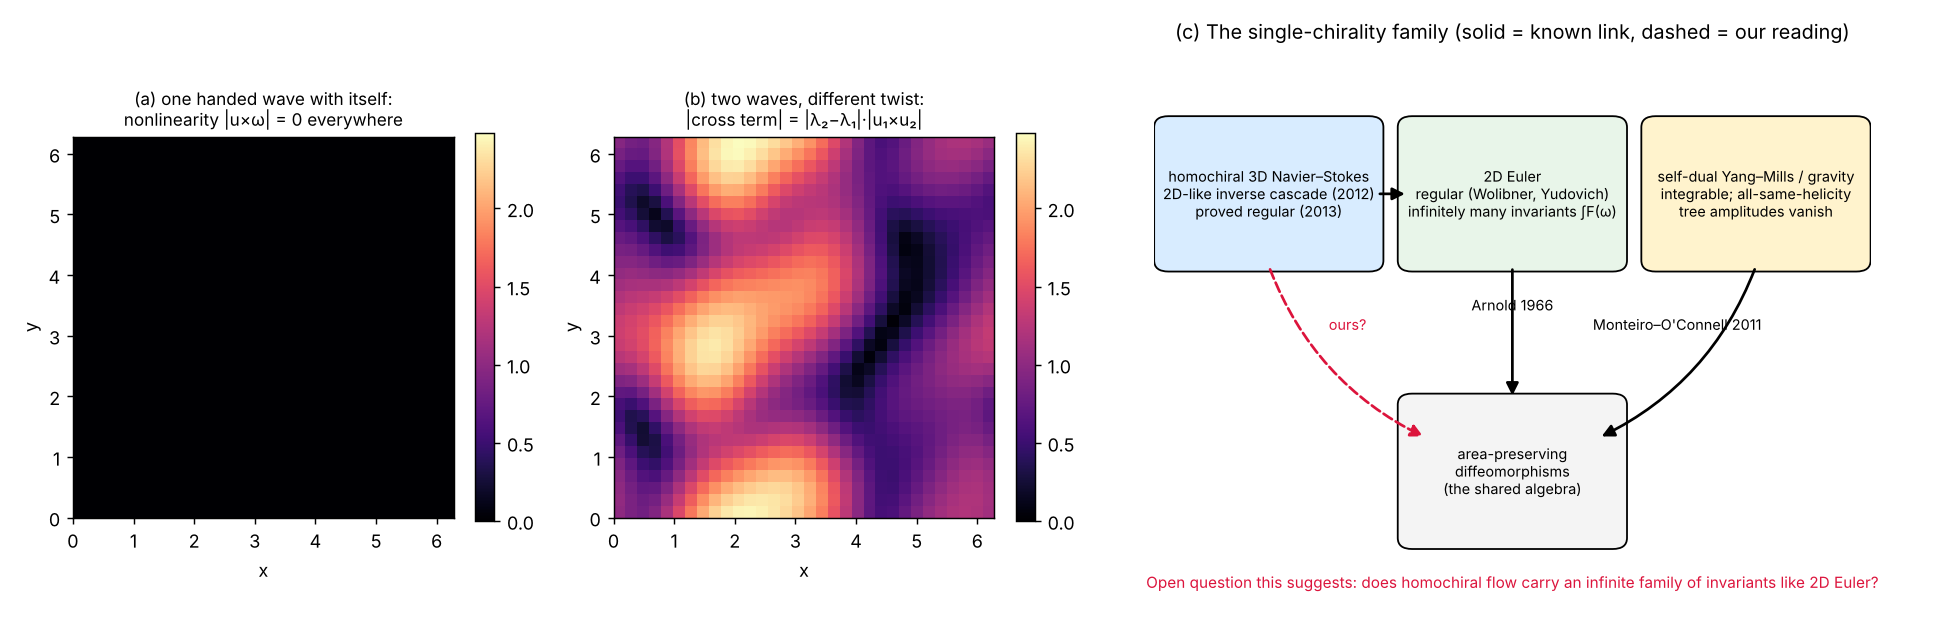 (c) The single-chirality family (solid = known link, dashed = our reading)
(a) one handed wave with itself:
nonlinearity |u×ω| = 0 everywhere
(b) two waves, different twist:
|cross term| = |λ₂−λ₁|·|u₁×u₂|
6
5
4
3
2
1
0
y
0
1
2
3
4
5
6
x
2.0
1.5
1.0
0.5
0.0
6
5
4
3
2
1
0
y
0
1
2
3
4
5
6
x
2.0
1.5
1.0
0.5
0.0
homochiral 3D Navier–Stokes
2D-like inverse cascade (2012)
proved regular (2013)
2D Euler
regular (Wolibner, Yudovich)
infinitely many invariants ∫F(ω)
self-dual Yang–Mills / gravity
integrable; all-same-helicity
tree amplitudes vanish
Arnold 1966
ours?
Monteiro–O'Connell 2011
area-preserving
diffeomorphisms
(the shared algebra)
Open question this suggests: does homochiral flow carry an infinite family of invariants like 2D Euler?